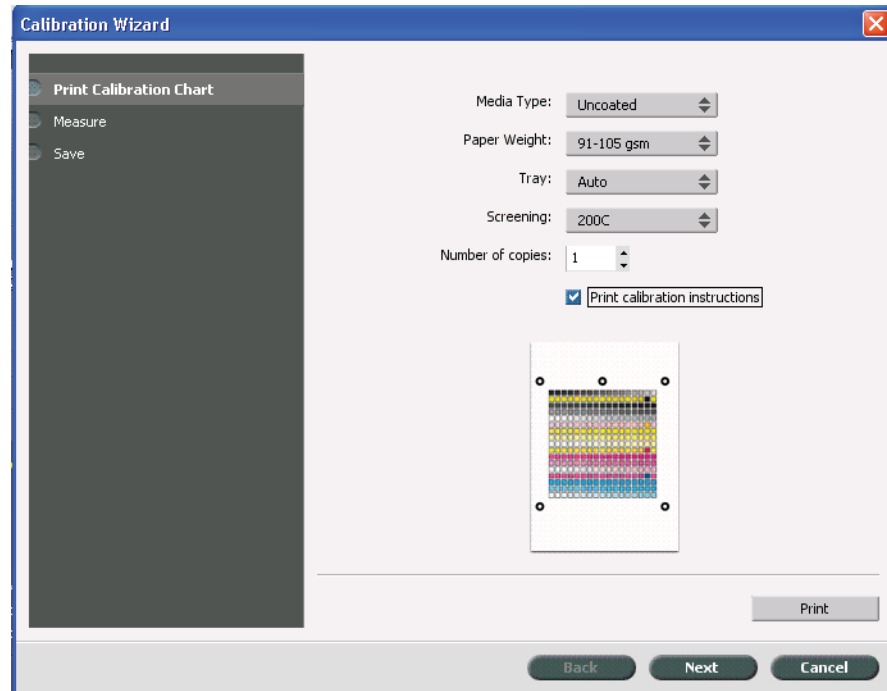 Calibration Wizard
Print Calibration Chart
Measure
Save
Media Type: Uncoated
Paper Weight: 91-105 gsm
Tray: Auto
Screening: 200C
Number of copies: 1
Print calibration instructions
Print
Back Next Cancel